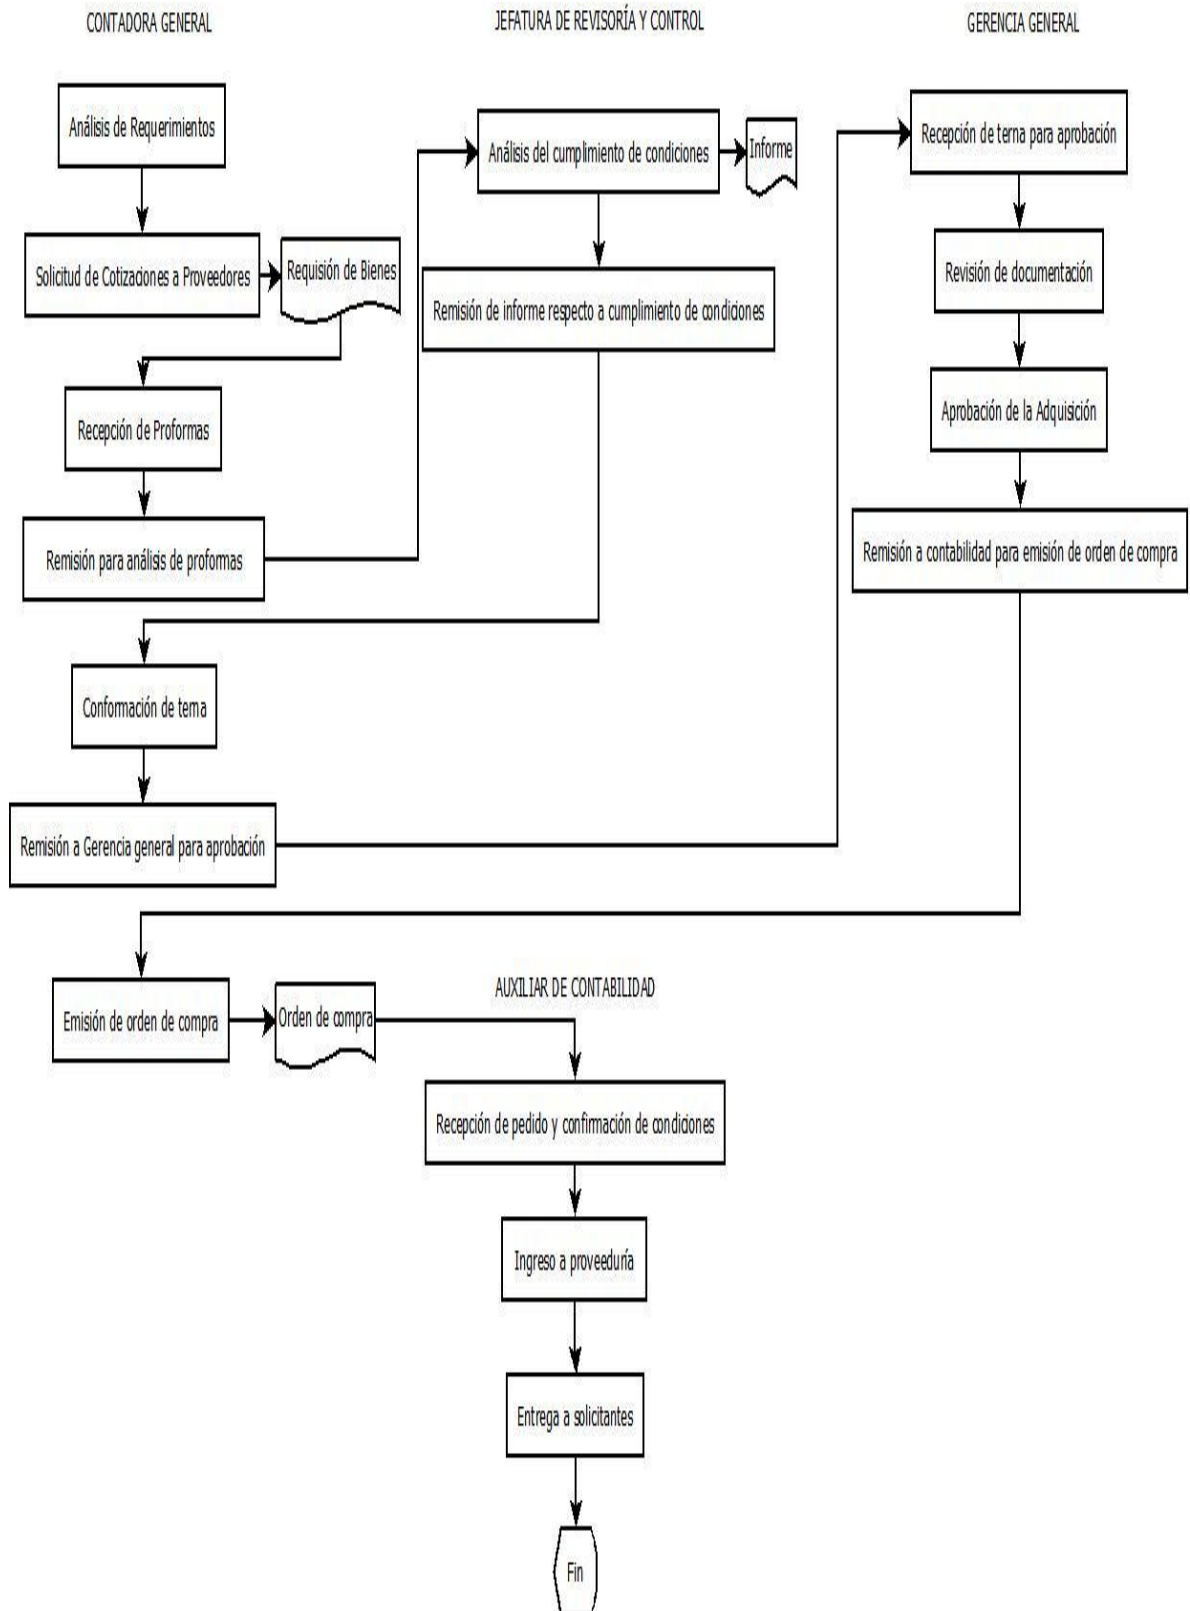 CONTADORA GENERAL
JEFATURA DE REVISORÍA Y CONTROL
GERENCIA GENERAL
Análisis de Requerimientos
Solicitud de Cotizaciones a Proveedores
Requisión de Bienes
Recepción de Proformas
Remisión para análisis de proformas
Conformación de terna
Remisión a Gerencia general para aprobación
Análisis del cumplimiento de condiciones
Informe
Remisión de informe respecto a cumplimiento de condiciones
Recepción de terna para aprobación
Revisión de documentación
Aprobación de la Adquisición
Remisión a contabilidad para emisión de orden de compra
Emisión de orden de compra
Orden de compra
AUXILIAR DE CONTABILIDAD
Recepción de pedido y confirmación de condiciones
Ingreso a proveeduría
Entrega a solicitantes
Fin